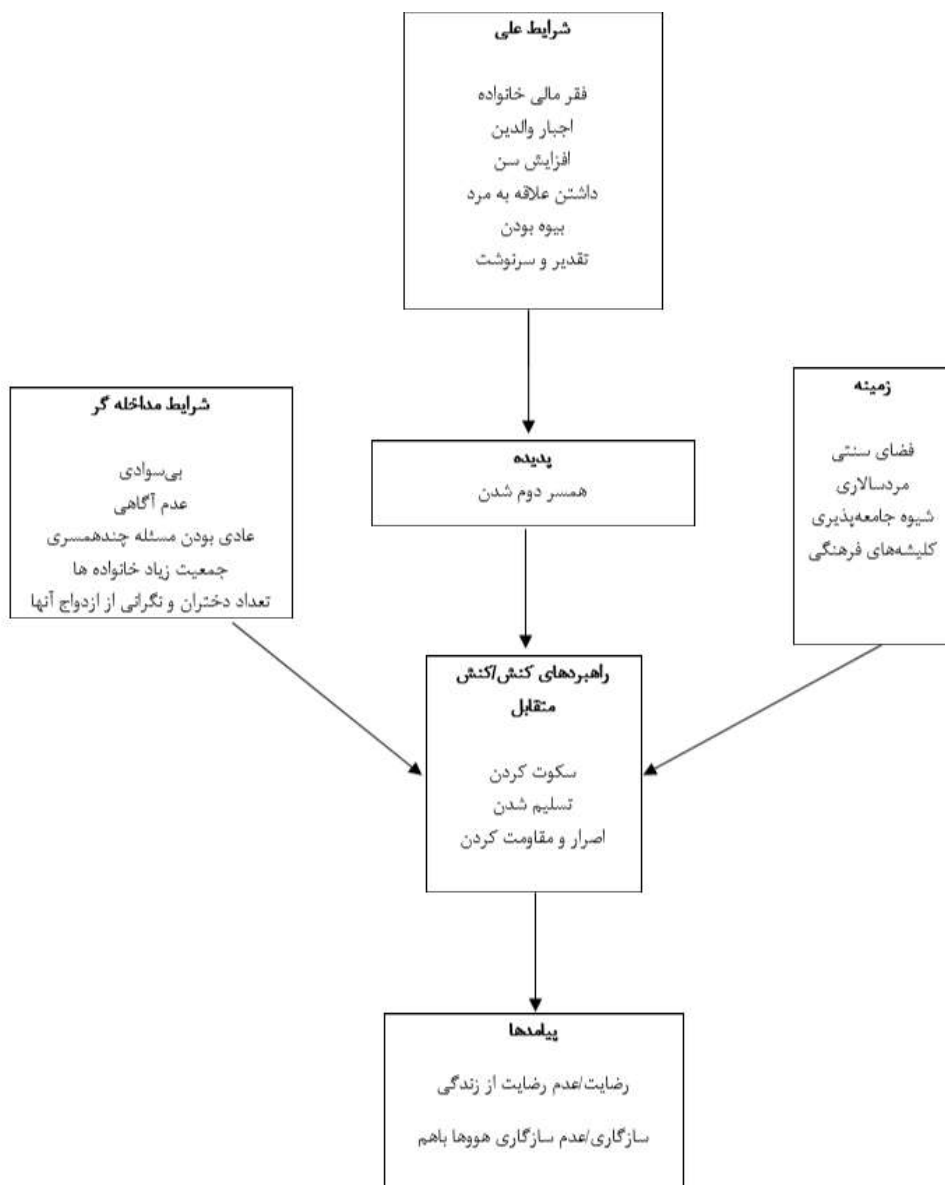 شرایط علی
فقر مالی خانواده
اجبار والدین
افزایش سن
داشتن علاقه به مرد
بیوه بودن
تقدیر و سرنوشت
زمینه
فضای سنتی
مردسالاری
شیوه جامعه‌پذیری
کلیشه‌های فرهنگی
پدیده
همسر دوم شدن
شرایط مداخله گر
بی‌سوادی
عدم آگاهی
عادی بودن مسئله چندهمسری
جمعیت زیاد خانواده ها
تعداد دختران و نگرانی از ازدواج آنها
راهبردهای کنش/کنش
متقابل
سکوت کردن
تسلیم شدن
اصرار و مقاومت کردن
پیامدها
رضایت/عدم رضایت از زندگی
سازگاری/عدم سازگاری هووها باهم